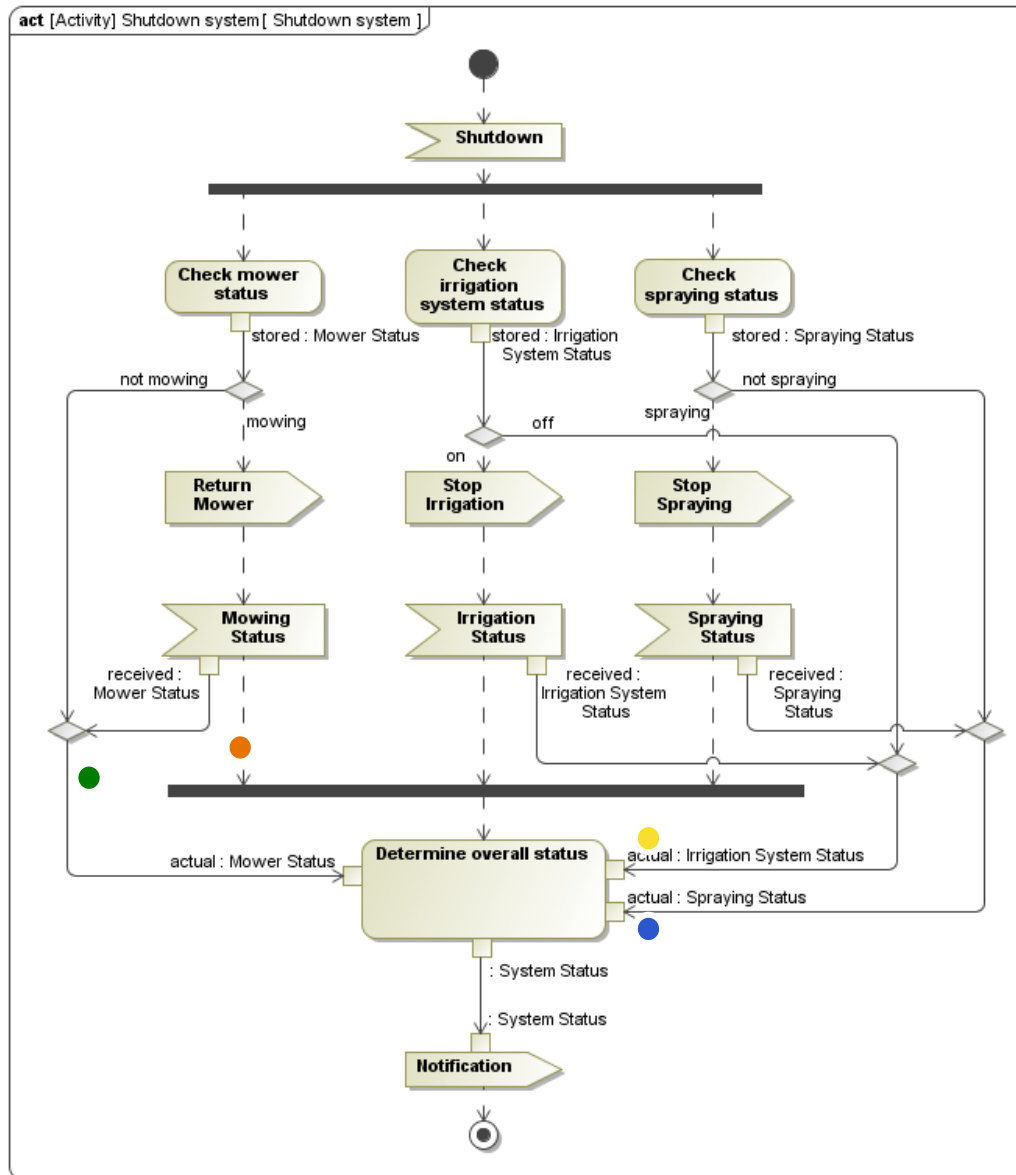 act [Activity] Shutdown system[ Shutdown system ]
Shutdown
Check mower
status
Check
irrigation
system status
Check
spraying status
stored : Mower Status
stored : Irrigation
System Status
stored : Spraying Status
not mowing
mowing
off
on
spraying
not spraying
Return
Mower
Stop
Irrigation
Stop
Spraying
Mowing
Status
Irrigation
Status
Spraying
Status
received :
Mower Status
received :
Irrigation System
Status
received :
Spraying
Status
actual : Mower Status
Determine overall status
actual : Irrigation System Status
actual : Spraying Status
: System Status
: System Status
Notification